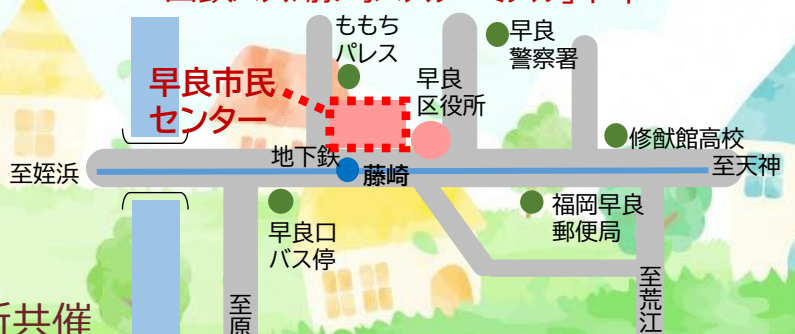 ももち
パレス
早良
警察署
早良市民
センター
早良
区役所
修猷館高校
地下鉄
藤崎
至姪浜
至天神
早良口
バス停
福岡早良
郵便局
至原
至荒江
所共催